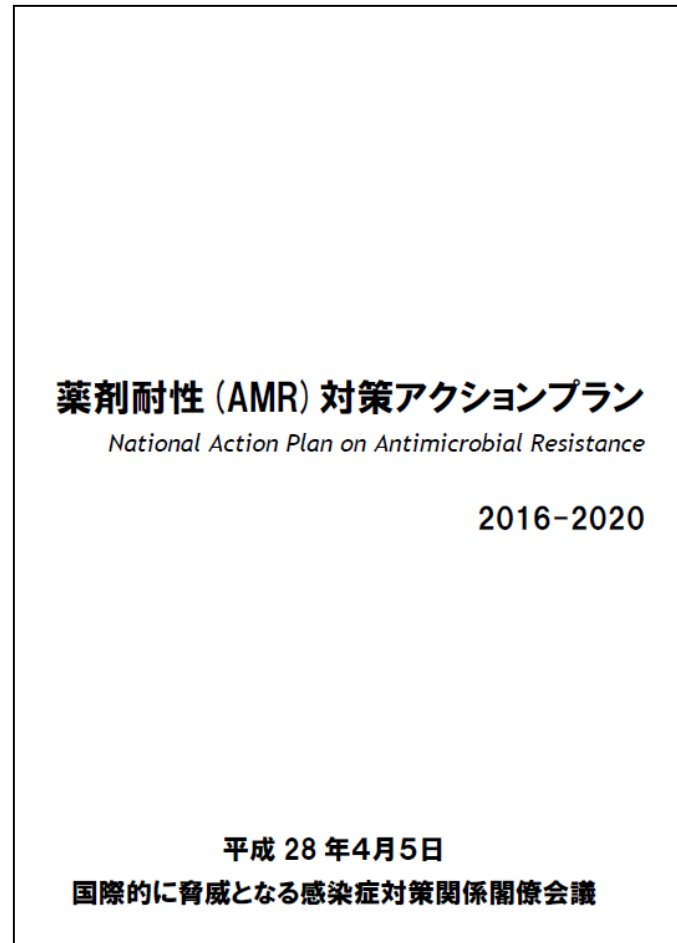 薬剤耐性(AMR)対策アクションプラン
National Action Plan on Antimicrobial Resistance
2016-2020
平成 28 年4月5日
国際的に脅威となる感染症対策関係閣僚会議